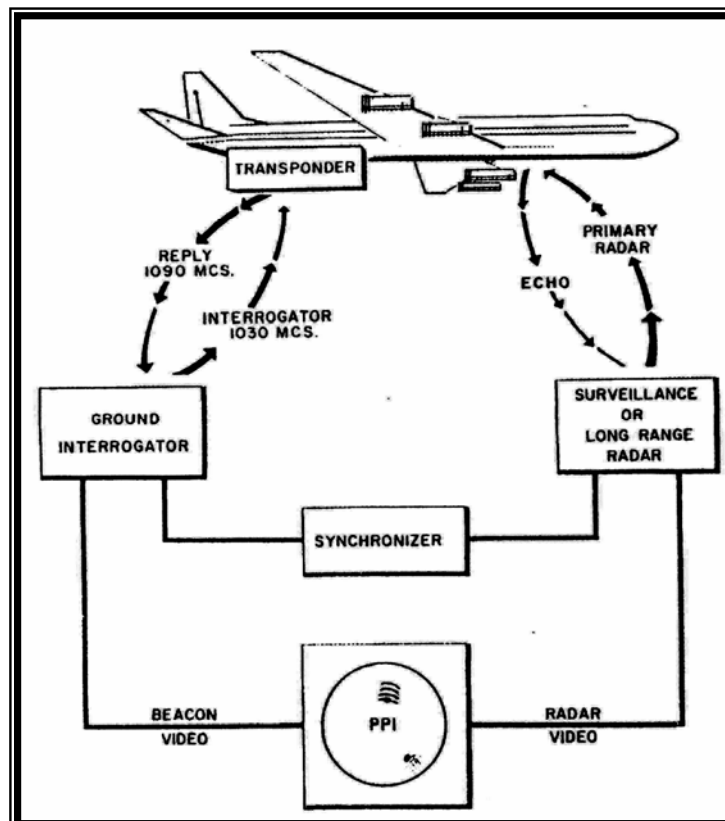 TRANSPONDER
REPLY
1090 MCS.
INTERROGATOR
1030 MCS.
PRIMARY
RADAR
ECHO
GROUND
INTERROGATOR
SURVEILLANCE
OR
LONG RANGE
RADAR
SYNCHRONIZER
BEACON
VIDEO
PPI
RADAR
VIDEO